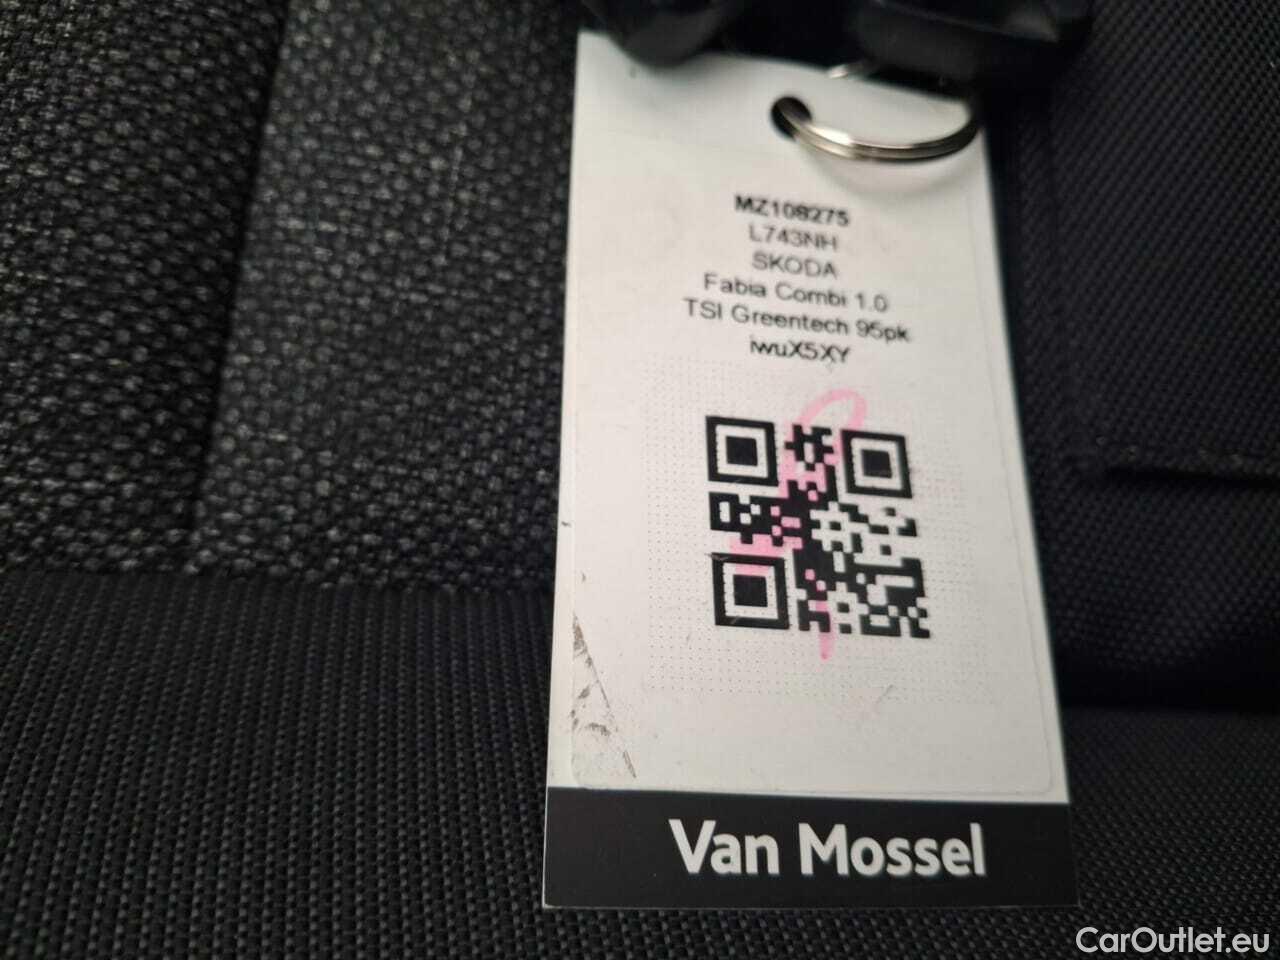 MZ108275
L743NH
SKODA
Fabia Combi 1.0
TSI Greentech 95pk
iwuX5XY
Van Mossel
CarOutlet.eu